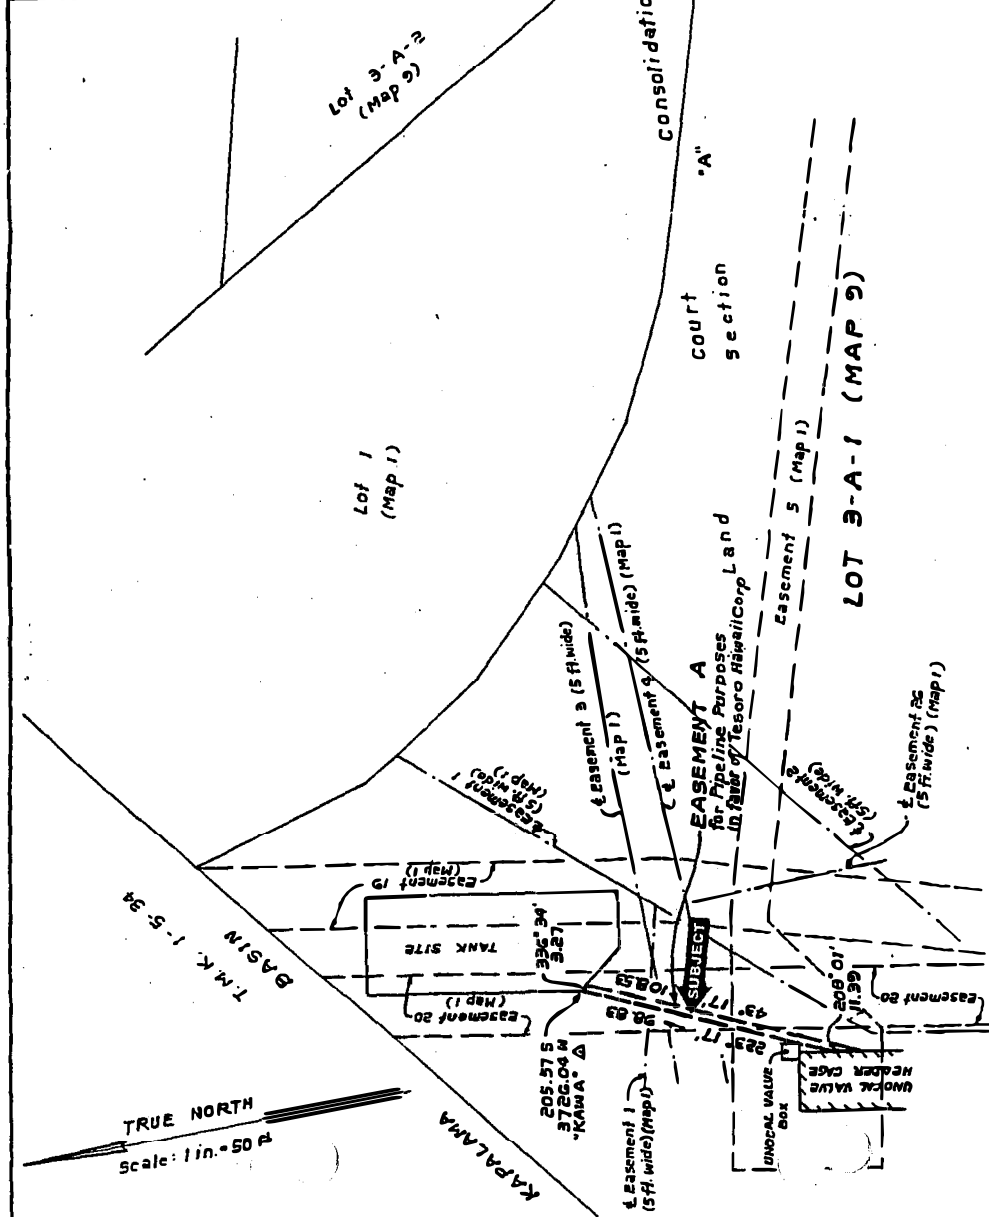 Lot 3-A-2
(Map 9)
Consolidatio
"A"
Court
Section
Lot 1
(Map 1)
LOT 3-A-1 (MAP 9)
Easement 5 (Map 1)
Land
℄ Easement 3 (5 ft. wide)
(Map 1)
℄ Easement 4 (5 ft. wide) (Map 1)
EASEMENT A
for Pipeline Purposes
in favor of Tesoro Hawaii Corp
℄ Easement 1
(5 ft. wide)
(Map 1)
℄ Easement 2
(5 ft. wide)
℄ Easement 26
(5 ft. wide) (Map 1)
T. M. K. 1-5-34
BASIN
KAPALAMA
Easement 19
(Map 1)
TANK SITE
Easement 20
(Map 1)
336° 34'
3.27
108.53
43° 17'
98.83
223° 17'
SUBJECT
208° 01'
11.39
Easement 20
205.57 S
3726.04 W
"KAWA" △
℄ Easement 1
(5 ft. wide) (Map 1)
UNOCAL VALUE
BOX
UNOCAL VALVE
HEADER CAGE
TRUE NORTH
Scale: 1 in. = 50 ft